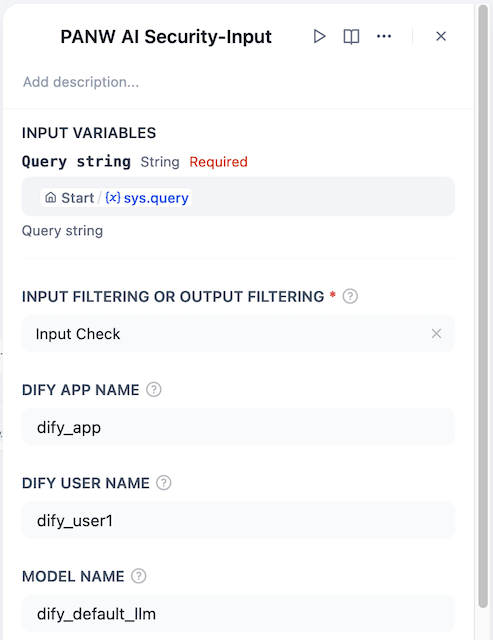 PANW AI Security-Input
Add description...
INPUT VARIABLES
Query string String Required
Start / {x} sys.query
Query string
INPUT FILTERING OR OUTPUT FILTERING *
Input Check
DIFY APP NAME
dify_app
DIFY USER NAME
dify_user1
MODEL NAME
dify_default_llm